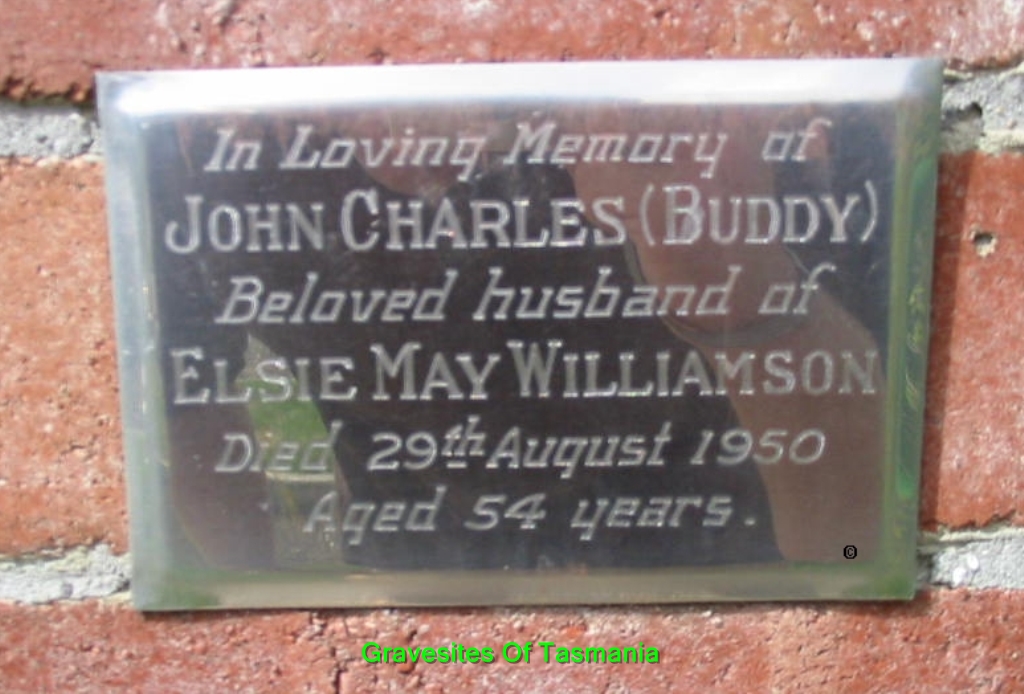 In Loving Memory of
JOHN CHARLES (BUDDY)
Beloved husband of
ELSIE MAY WILLIAMSON
Died 29th August 1950
Aged 54 years.
©
Gravesites Of Tasmania